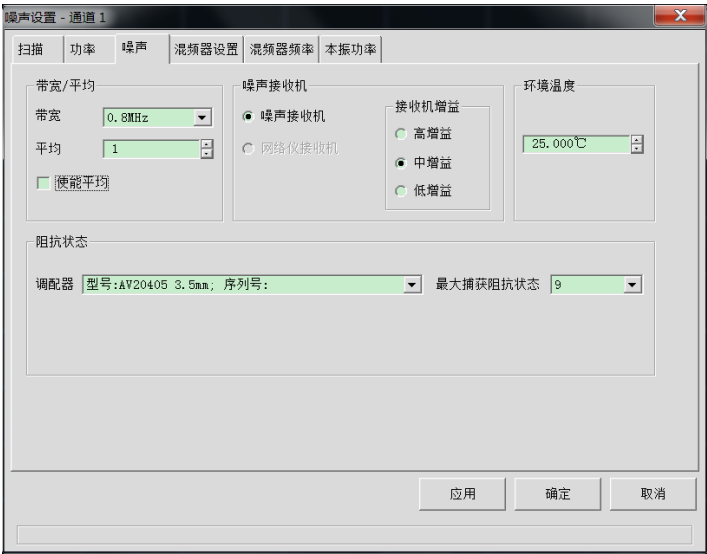 噪声设置 - 通道 1
X
扫描 功率 噪声 混频器设置 混频器频率 本振功率
带宽/平均
带宽 0.8MHz
平均 1
使能平均
噪声接收机
噪声接收机
网络仪接收机
接收机增益
高增益
中增益
低增益
环境温度
25.000℃
阻抗状态
调配器 型号:AV20405 3.5mm; 序列号: 最大捕获阻抗状态 9
应用 确定 取消